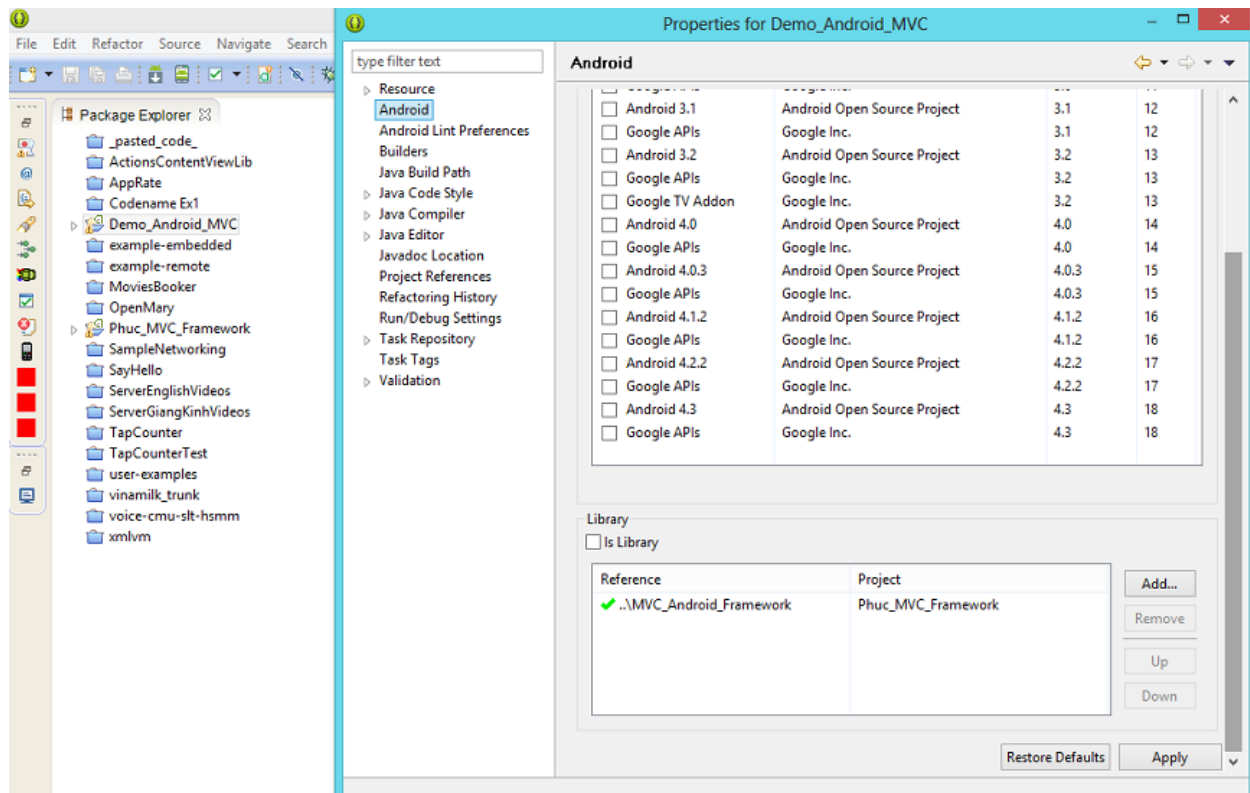 Properties for Demo_Android_MVC
File Edit Refactor Source Navigate Search
Package Explorer
_pasted_code_
ActionsContentViewLib
AppRate
Codename Ex1
Demo_Android_MVC
example-embedded
example-remote
MoviesBooker
OpenMary
Phuc_MVC_Framework
SampleNetworking
SayHello
ServerEnglishVideos
ServerGiangKinhVideos
TapCounter
TapCounterTest
user-examples
vinamilk_trunk
voice-cmu-slt-hsmm
xmlvm
type filter text
Resource
Android
Android Lint Preferences
Builders
Java Build Path
Java Code Style
Java Compiler
Java Editor
Javadoc Location
Project References
Refactoring History
Run/Debug Settings
Task Repository
Task Tags
Validation
Android
Android 3.1 Android Open Source Project 3.1 12
Google APIs Google Inc. 3.1 12
Android 3.2 Android Open Source Project 3.2 13
Google APIs Google Inc. 3.2 13
Google TV Addon Google Inc. 3.2 13
Android 4.0 Android Open Source Project 4.0 14
Google APIs Google Inc. 4.0 14
Android 4.0.3 Android Open Source Project 4.0.3 15
Google APIs Google Inc. 4.0.3 15
Android 4.1.2 Android Open Source Project 4.1.2 16
Google APIs Google Inc. 4.1.2 16
Android 4.2.2 Android Open Source Project 4.2.2 17
Google APIs Google Inc. 4.2.2 17
Android 4.3 Android Open Source Project 4.3 18
Google APIs Google Inc. 4.3 18
Library
Is Library
Reference Project
..\MVC_Android_Framework Phuc_MVC_Framework
Add...
Remove
Up
Down
Restore Defaults Apply